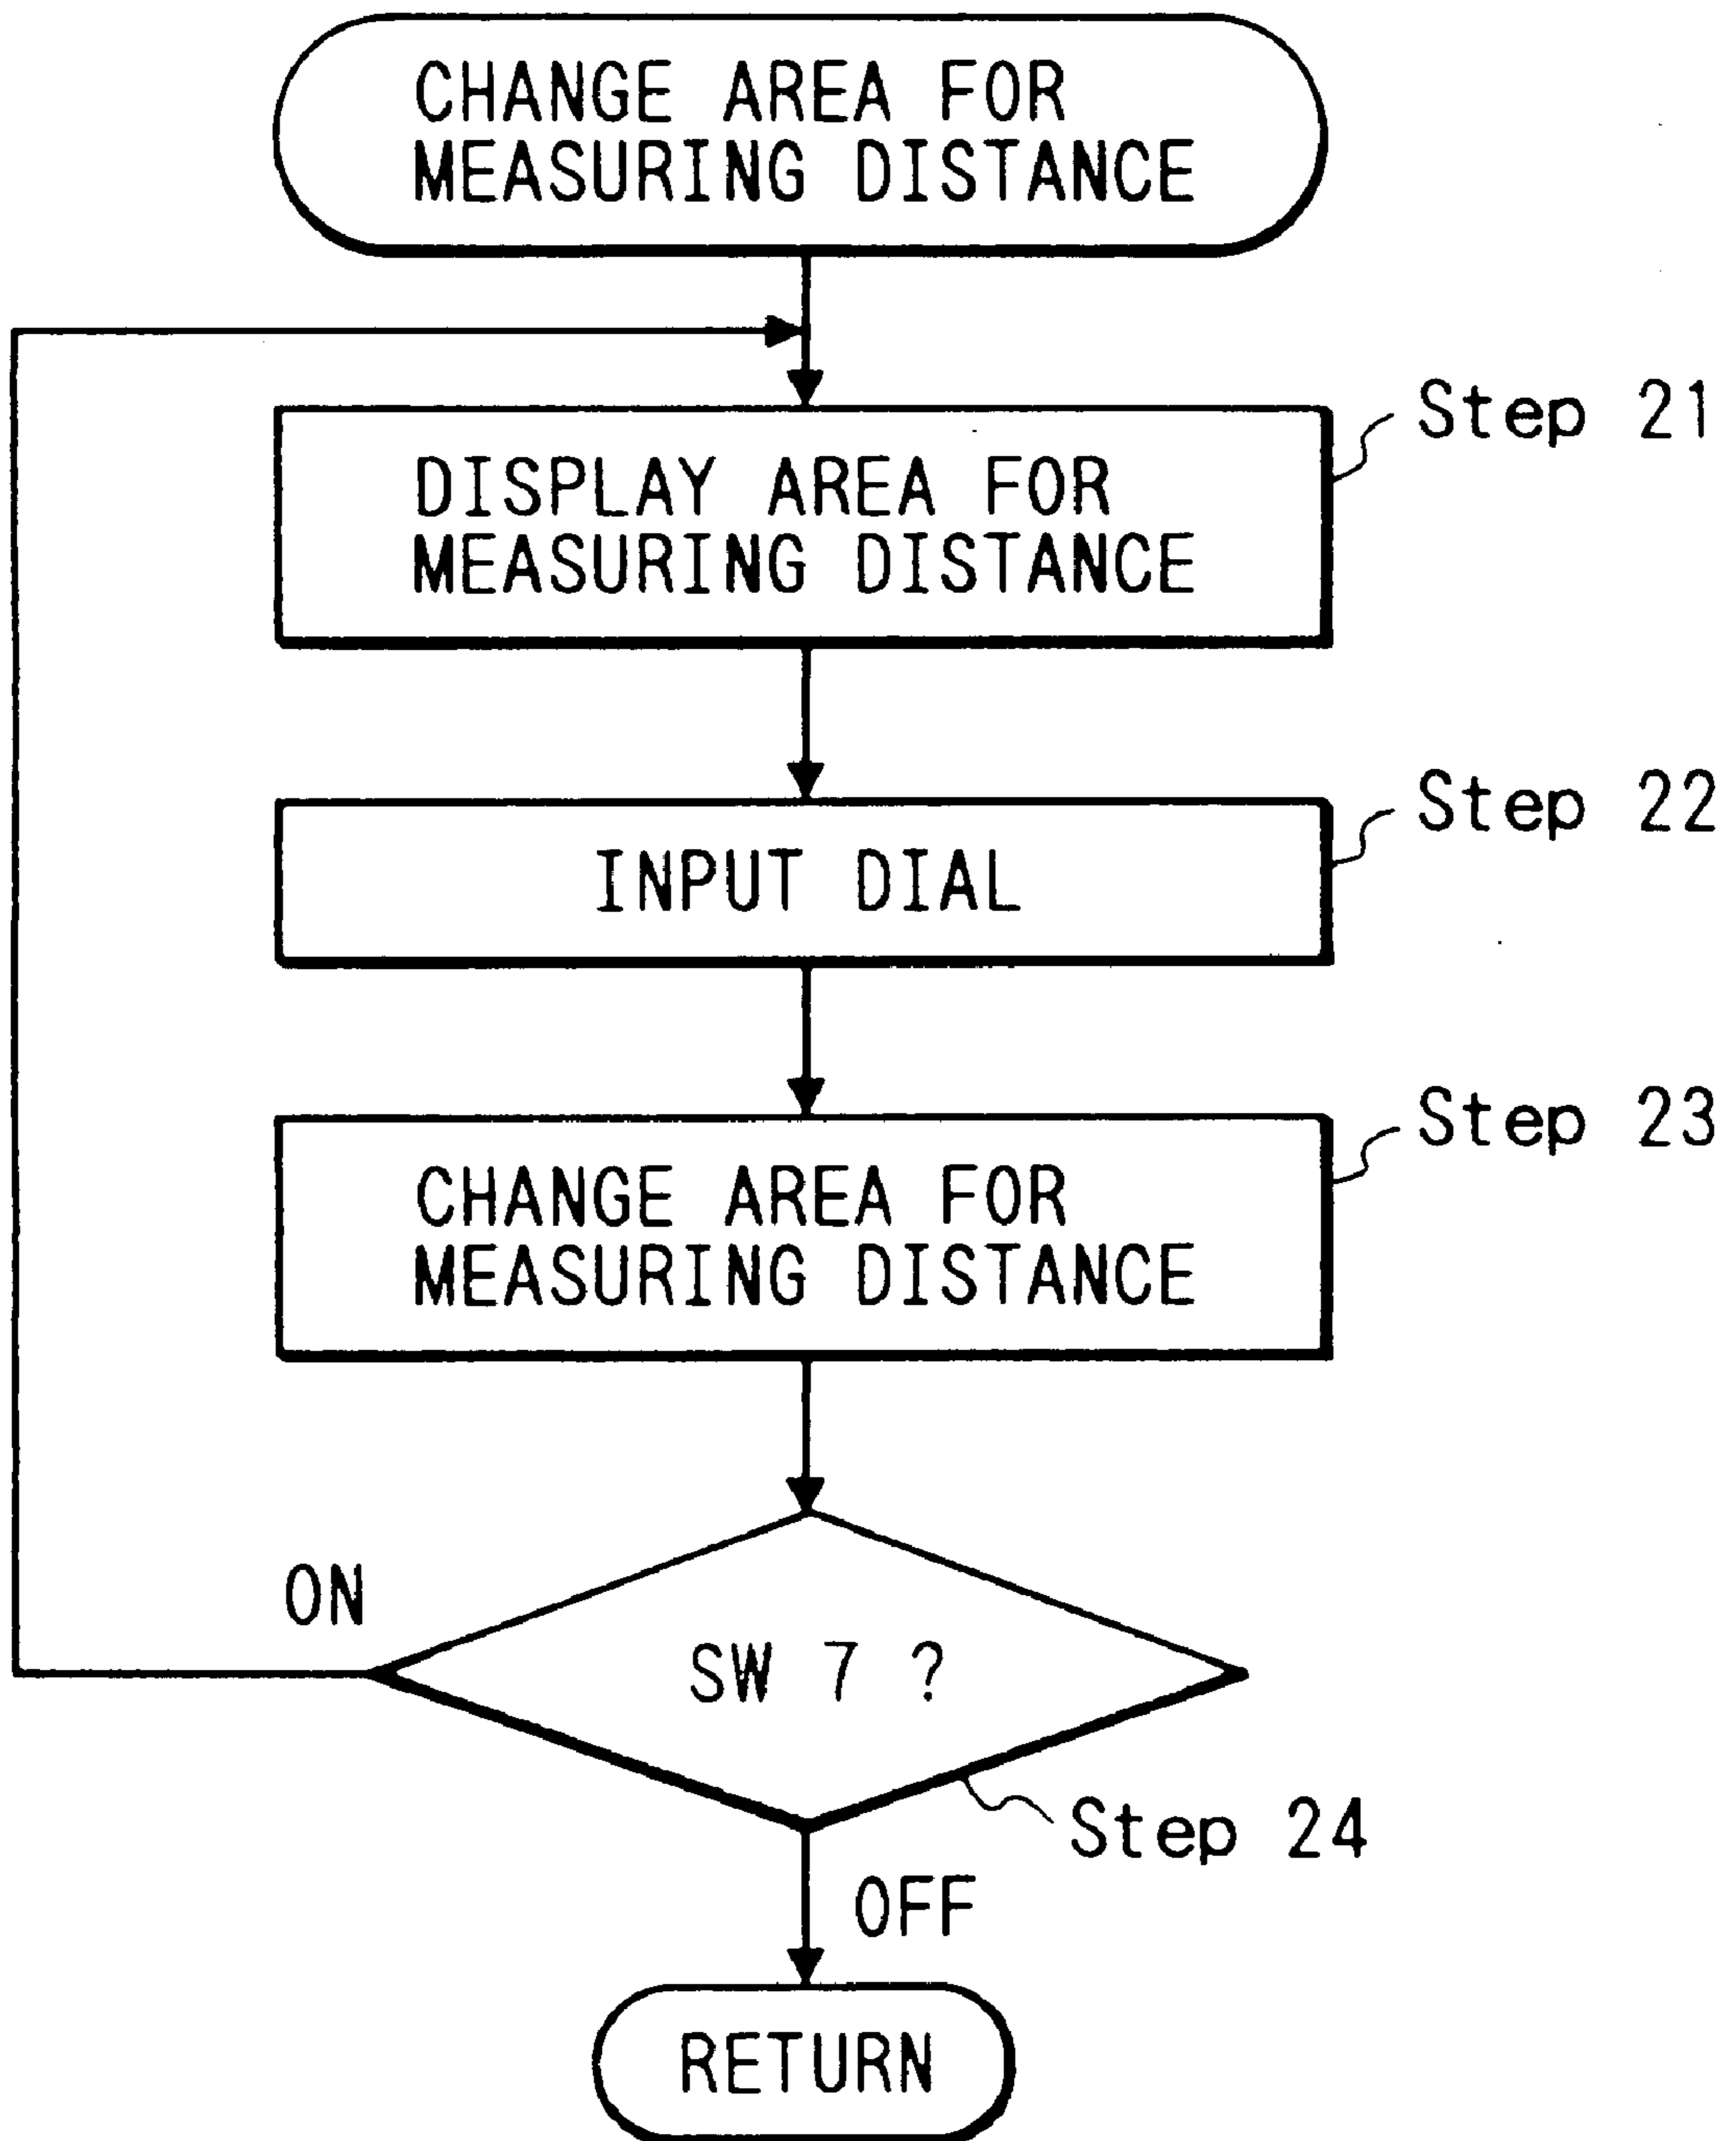 CHANGE AREA FOR
MEASURING DISTANCE
Step 21
DISPLAY AREA FOR
MEASURING DISTANCE
Step 22
INPUT DIAL
Step 23
CHANGE AREA FOR
MEASURING DISTANCE
ON
SW 7 ?
Step 24
OFF
RETURN